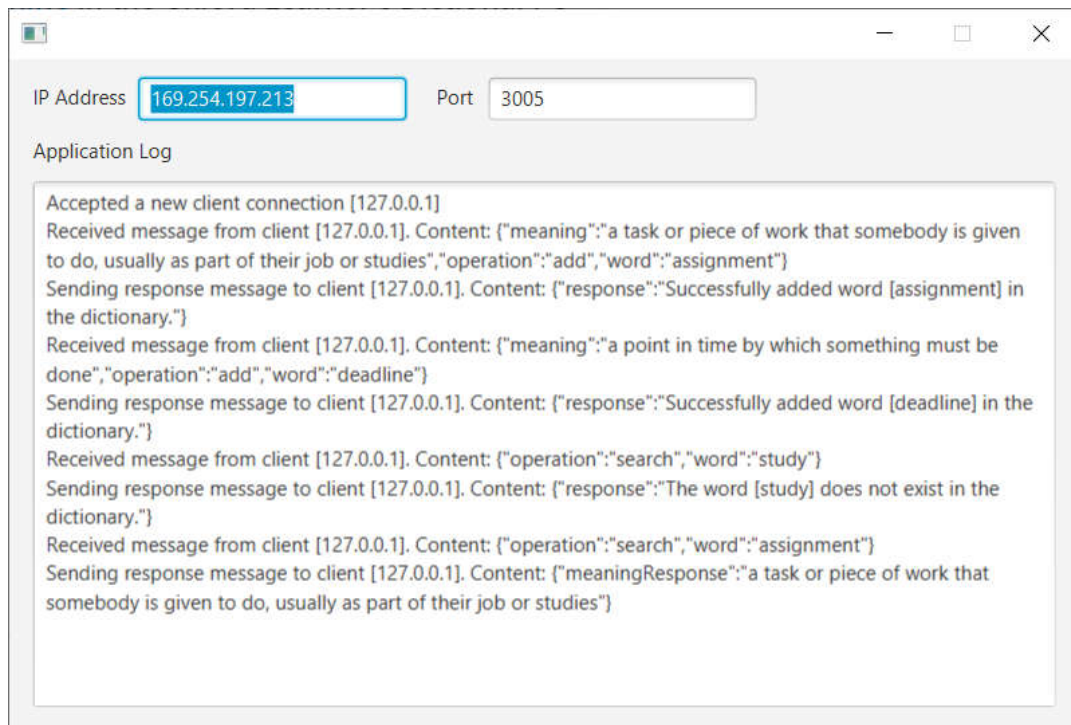 IP Address 169.254.197.213 Port 3005
Application Log
Accepted a new client connection [127.0.0.1]
Received message from client [127.0.0.1]. Content: {"meaning":"a task or piece of work that somebody is given
to do, usually as part of their job or studies","operation":"add","word":"assignment"}
Sending response message to client [127.0.0.1]. Content: {"response":"Successfully added word [assignment] in
the dictionary."}
Received message from client [127.0.0.1]. Content: {"meaning":"a point in time by which something must be
done","operation":"add","word":"deadline"}
Sending response message to client [127.0.0.1]. Content: {"response":"Successfully added word [deadline] in the
dictionary."}
Received message from client [127.0.0.1]. Content: {"operation":"search","word":"study"}
Sending response message to client [127.0.0.1]. Content: {"response":"The word [study] does not exist in the
dictionary."}
Received message from client [127.0.0.1]. Content: {"operation":"search","word":"assignment"}
Sending response message to client [127.0.0.1]. Content: {"meaningResponse":"a task or piece of work that
somebody is given to do, usually as part of their job or studies"}